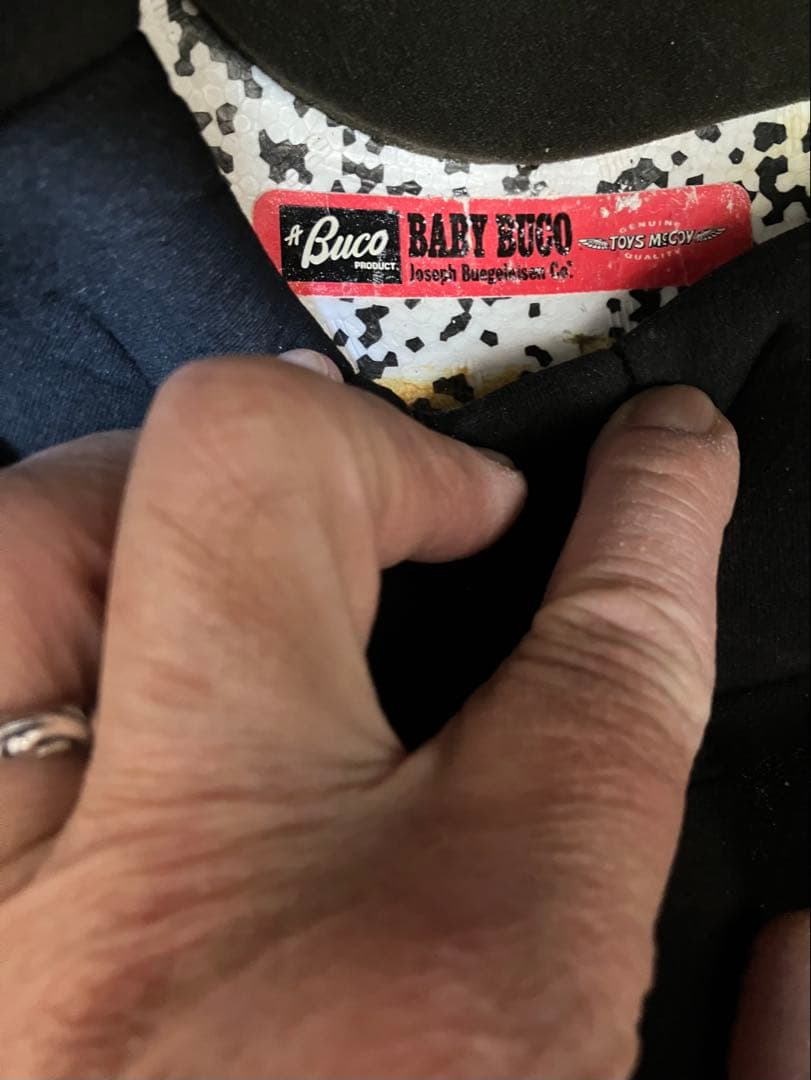 A Buco
PRODUCT.
BABY BUCO
Joseph Buegeleisen Co.
GENUINE
TOYS McCOY
QUALITY